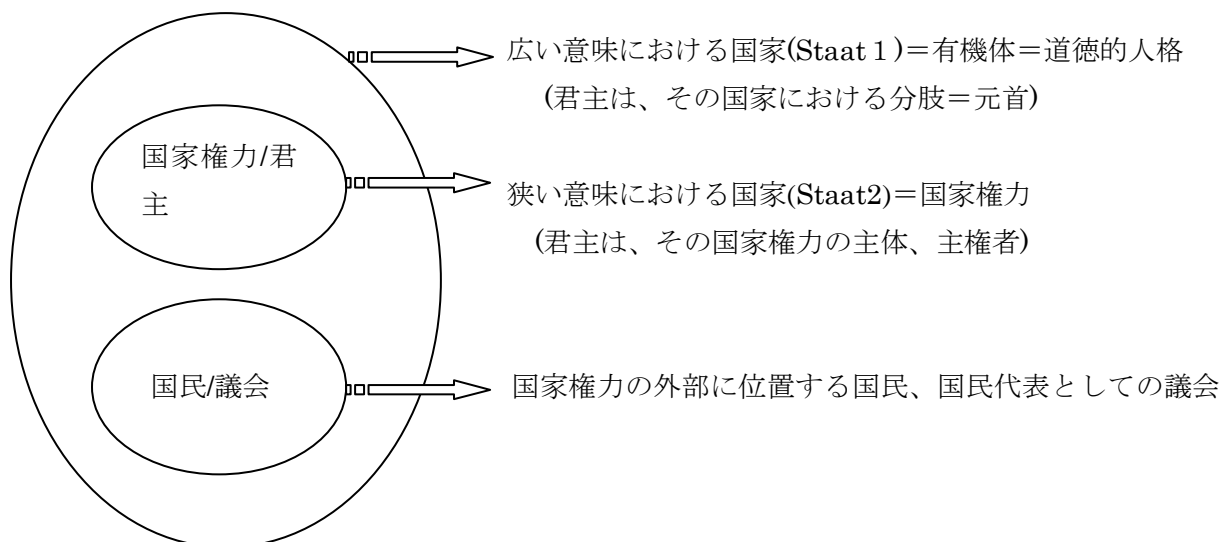 広い意味における国家(Staat１)＝有機体＝道徳的人格
(君主は、その国家における分肢＝元首)
国家権力/君
主
狭い意味における国家(Staat2)＝国家権力
(君主は、その国家権力の主体、主権者)
国民/議会
国家権力の外部に位置する国民、国民代表としての議会